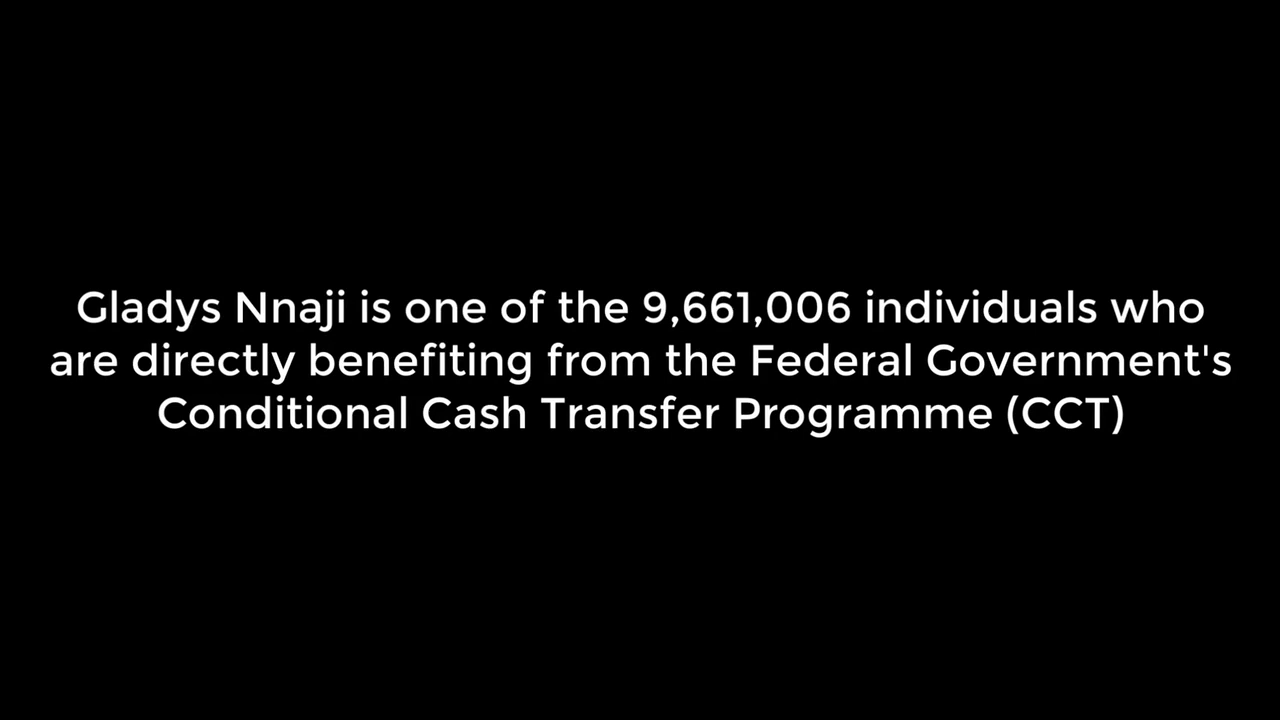 Gladys Nnaji is one of the 9,661,006 individuals who
are directly benefiting from the Federal Government's
Conditional Cash Transfer Programme (CCT)